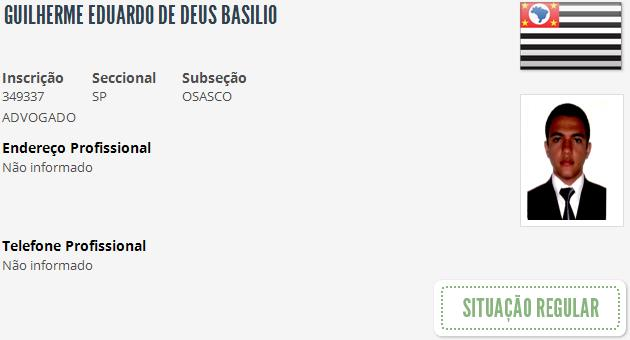 GUILHERME EDUARDO DE DEUS BASILIO
Inscrição Seccional Subseção
349337 SP OSASCO
ADVOGADO
Endereço Profissional
Não informado
Telefone Profissional
Não informado
SITUAÇÃO REGULAR